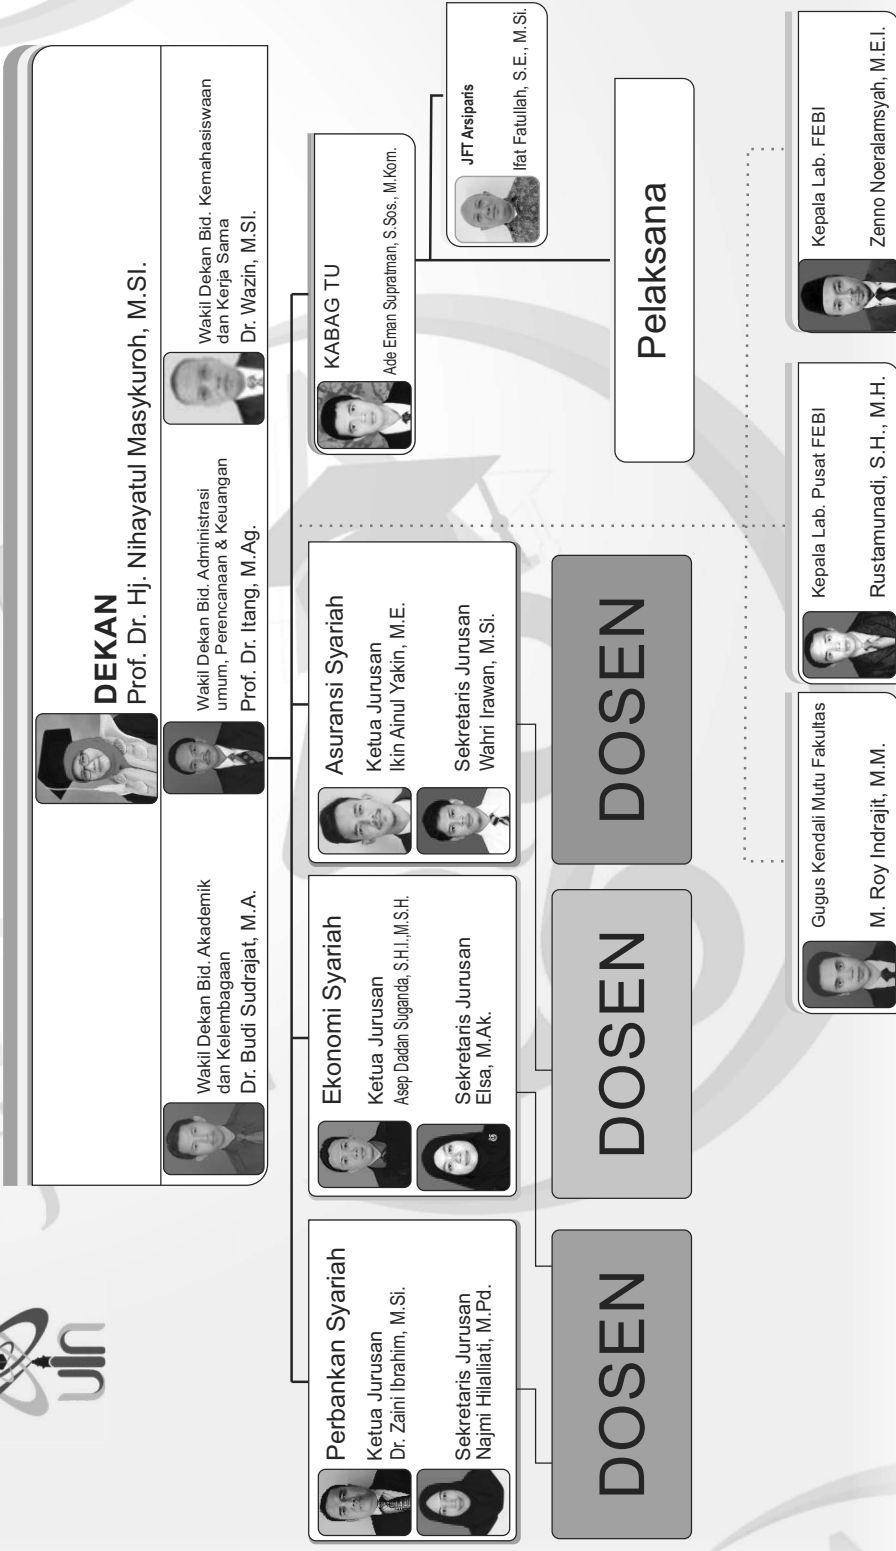 uin
DEKAN
Prof. Dr. Hj. Nihayatul Masykuroh, M.SI.
Wakil Dekan Bid. Akademik
dan Kelembagaan
Dr. Budi Sudrajat, M.A.
Wakil Dekan Bid. Administrasi
umum, Perencanaan & Keuangan
Prof. Dr. Itang, M.Ag.
Wakil Dekan Bid. Kemahasiswaan
dan Kerja Sama
Dr. Wazin, M.SI.
Perbankan Syariah
Ketua Jurusan
Dr. Zaini Ibrahim, M.Si.
Sekretaris Jurusan
Najmi Hilalliati, M.Pd.
Ekonomi Syariah
Ketua Jurusan
Asep Dadan Suganda, S.H.I.,M.S.H.
Sekretaris Jurusan
Elsa, M.Ak.
Asuransi Syariah
Ketua Jurusan
Ikin Ainul Yakin, M.E.
Sekretaris Jurusan
Wahri Irawan, M.Si.
KABAG TU
Ade Eman Supratman, S.Sos., M.Kom.
JFT Arsiparis
Ifat Fatullah, S.E., M.Si.
DOSEN
DOSEN
DOSEN
Pelaksana
Gugus Kendali Mutu Fakultas
M. Roy Indrajit, M.M.
Kepala Lab. Pusat FEBI
Rustamunadi, S.H., M.H.
Kepala Lab. FEBI
Zenno Noeralamsyah, M.E.I.